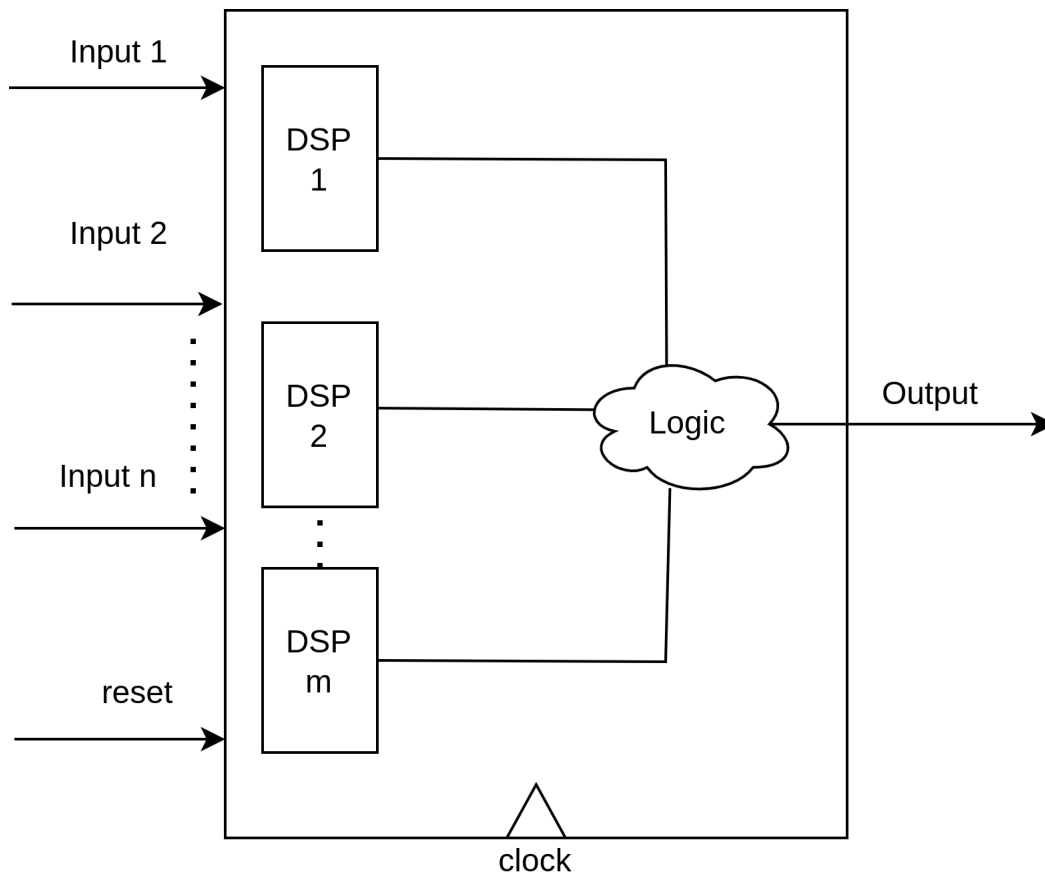 Input 1
DSP
1
Input 2
DSP
2
Logic
Output
Input n
DSP
m
reset
clock